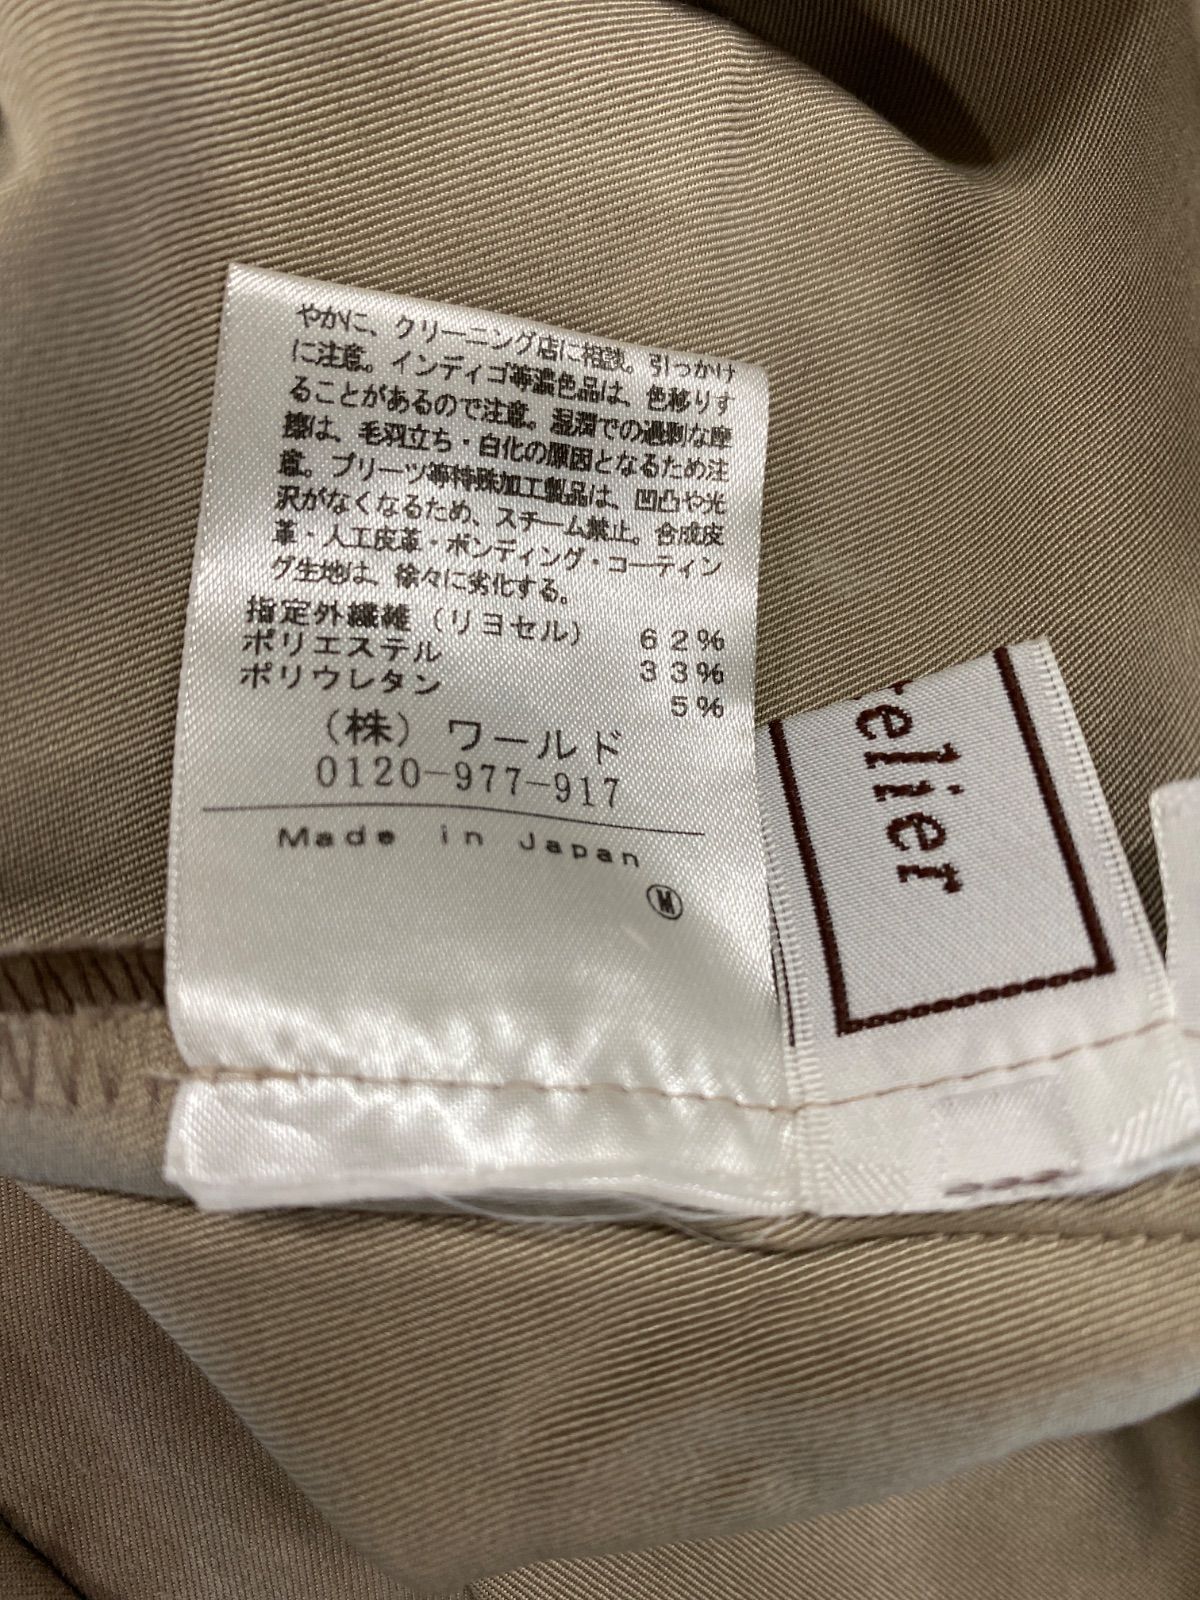 やかに、クリーニング店に相談。引っかけ
に注意。インディゴ等濃色品は、色移りす
ることがあるので注意。湿潤での過剰な摩
擦は、毛羽立ち・白化の原因となるため注
意。プリーツ等特殊加工製品は、凹凸や光
沢がなくなるため、スチーム禁止。合成皮
革・人工皮革・ボンディング・コーティン
グ生地は、徐々に劣化する。
指定外繊維（リヨセル） 62%
ポリエステル 33%
ポリウレタン 5%
（株）ワールド
0120-977-917
Made in Japan
Ⓜ
elier